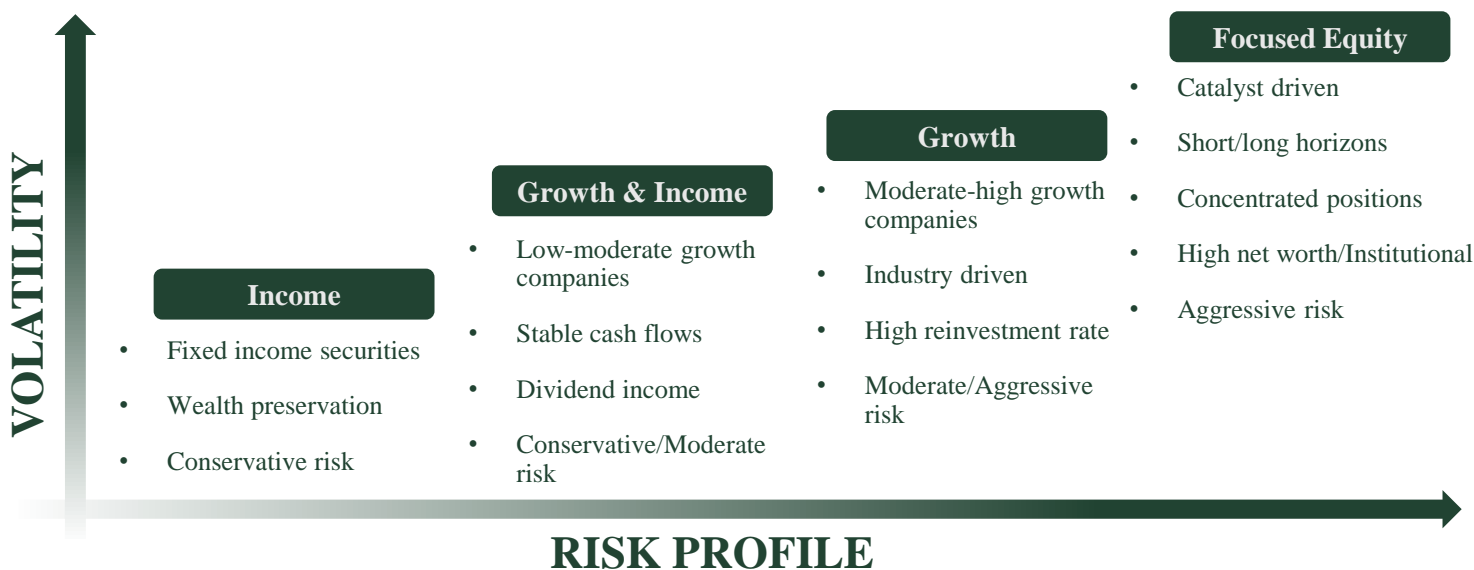 VOLATILITY
Income
• Fixed income securities
• Wealth preservation
• Conservative risk
Growth & Income
• Low-moderate growth
companies
• Stable cash flows
• Dividend income
• Conservative/Moderate
risk
Growth
• Moderate-high growth
companies
• Industry driven
• High reinvestment rate
• Moderate/Aggressive
risk
Focused Equity
• Catalyst driven
• Short/long horizons
• Concentrated positions
• High net worth/Institutional
• Aggressive risk
RISK PROFILE